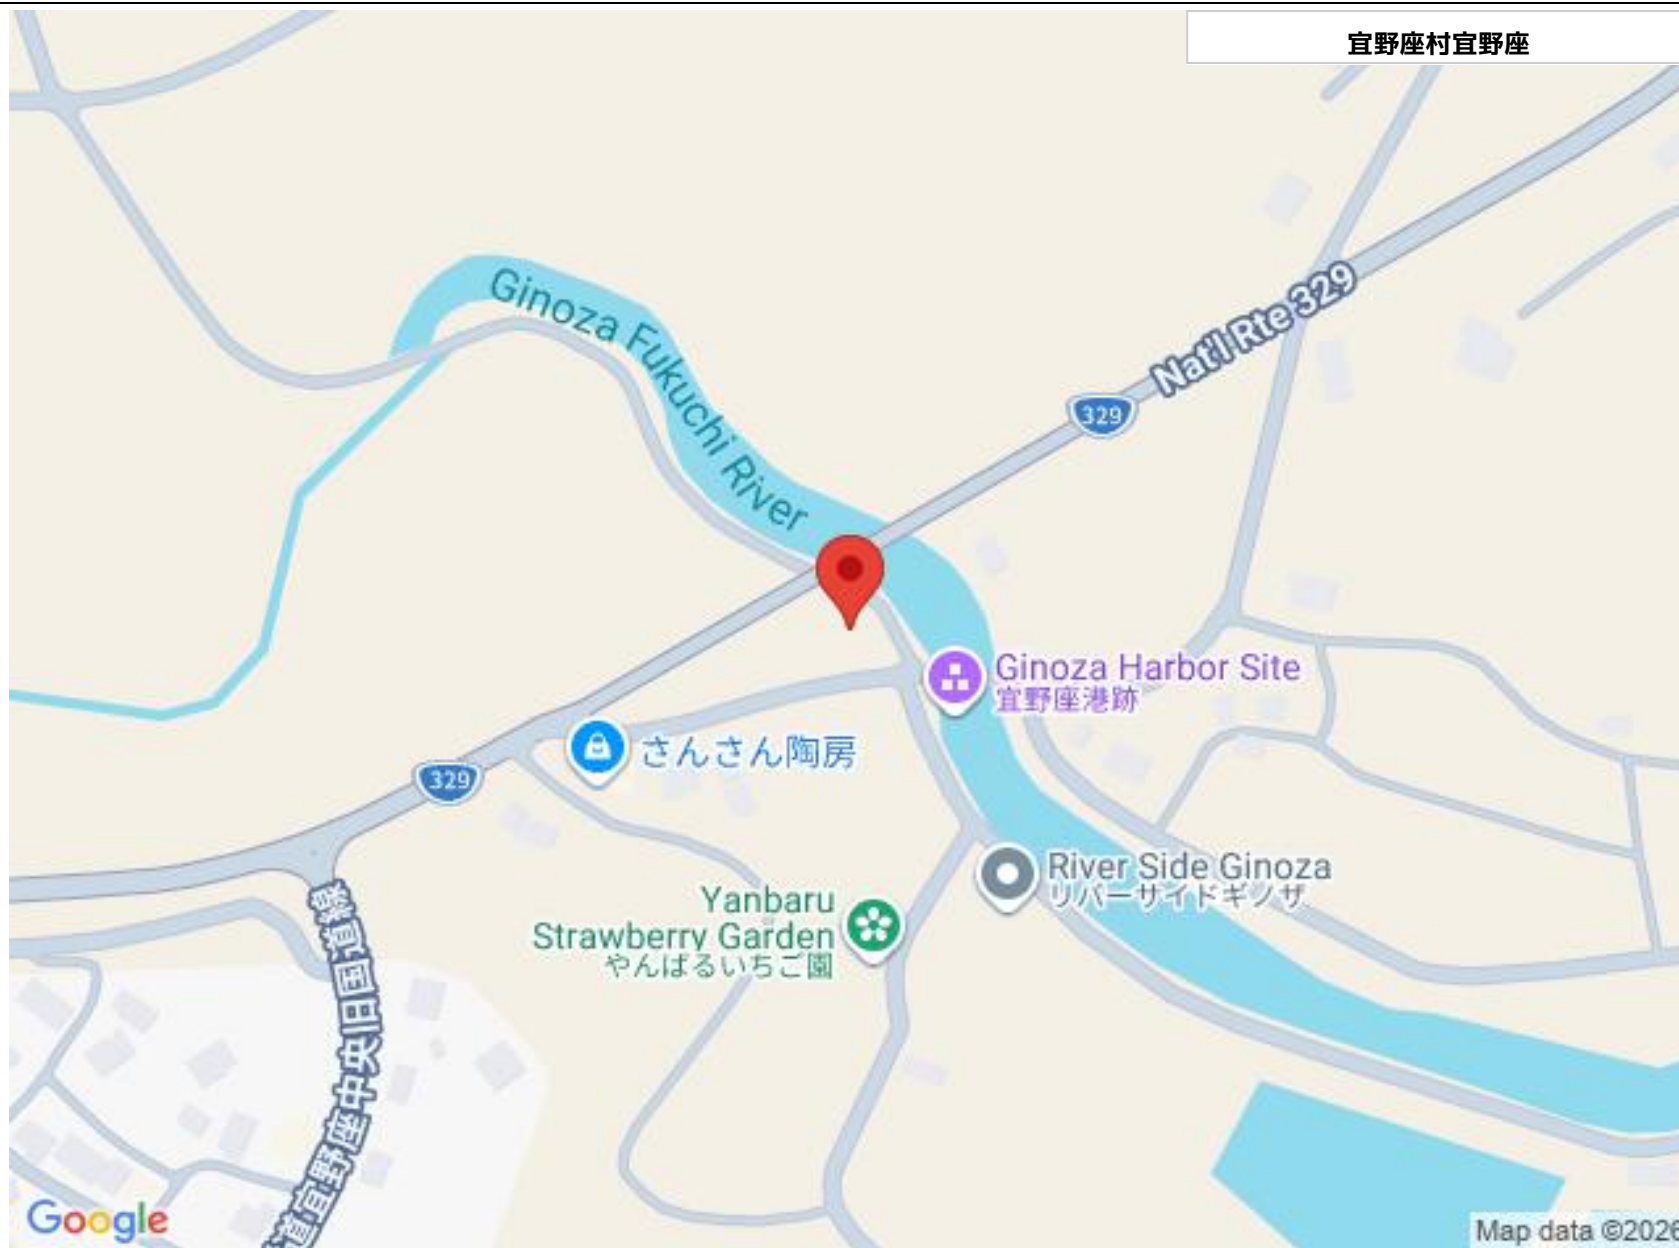 宜野座村宜野座
Ginoza Fukuchi River
Nat'l Rte 329
329
Ginoza Harbor Site
宜野座港跡
さんさん陶房
329
River Side Ginoza
リバーサイドギノザ
Yanbaru
Strawberry Garden
やんばるいちご園
道宜野座中央旧国道線
Google
Map data ©2026